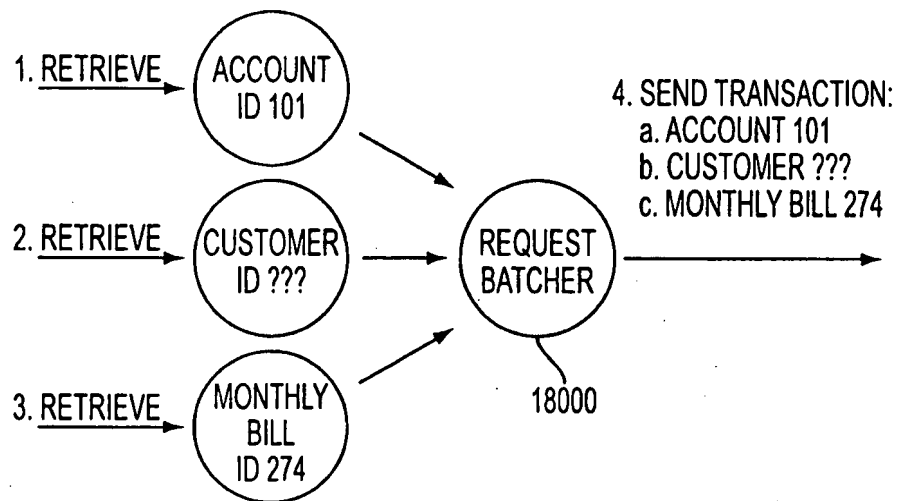 1. RETRIEVE
ACCOUNT
ID 101
2. RETRIEVE
CUSTOMER
ID ???
3. RETRIEVE
MONTHLY
BILL
ID 274
REQUEST
BATCHER
18000
4. SEND TRANSACTION:
a. ACCOUNT 101
b. CUSTOMER ???
c. MONTHLY BILL 274